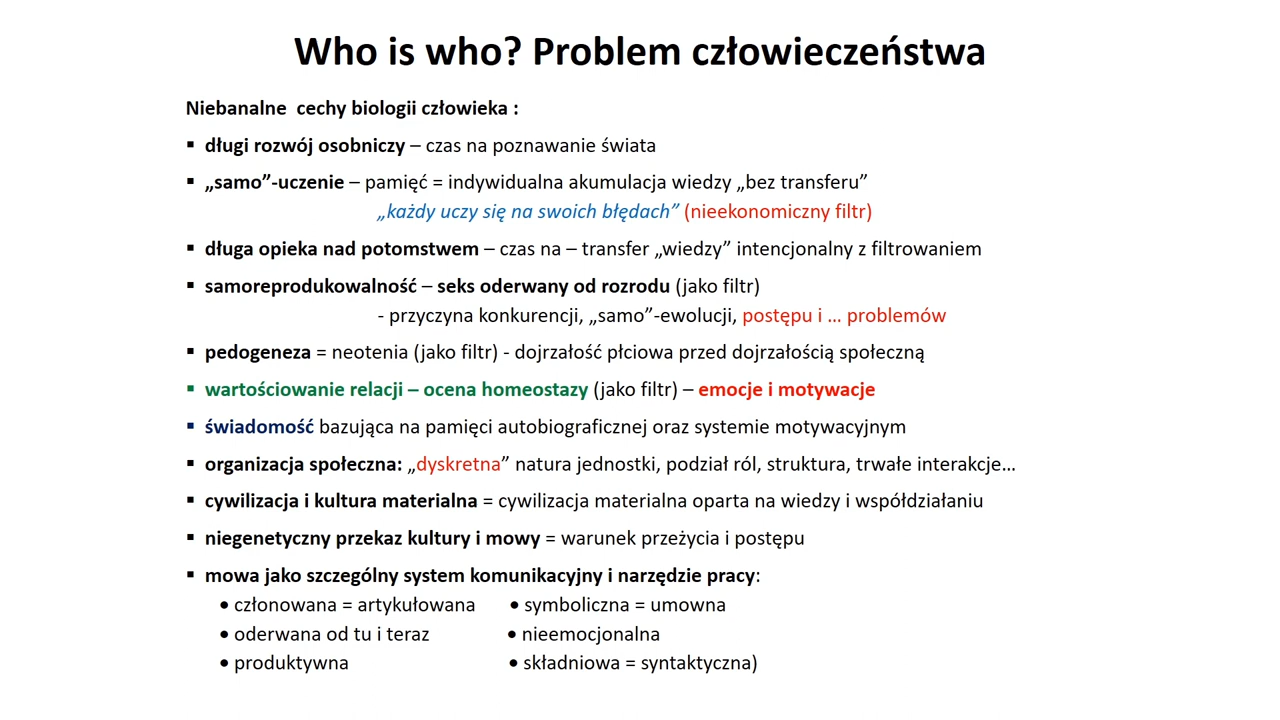 Who is who? Problem człowieczeństwa
Niebanalne cechy biologii człowieka :
▪ długi rozwój osobniczy – czas na poznawanie świata
▪ „samo”-uczenie – pamięć = indywidualna akumulacja wiedzy „bez transferu”
„każdy uczy się na swoich błędach” (nieekonomiczny filtr)
▪ długa opieka nad potomstwem – czas na – transfer „wiedzy” intencjonalny z filtrowaniem
▪ samoreprodukowalność – seks oderwany od rozrodu (jako filtr)
- przyczyna konkurencji, „samo”-ewolucji, postępu i ... problemów
▪ pedogeneza = neotenia (jako filtr) - dojrzałość płciowa przed dojrzałością społeczną
▪ wartościowanie relacji – ocena homeostazy (jako filtr) – emocje i motywacje
▪ świadomość bazująca na pamięci autobiograficznej oraz systemie motywacyjnym
▪ organizacja społeczna: „dyskretna” natura jednostki, podział ról, struktura, trwałe interakcje...
▪ cywilizacja i kultura materialna = cywilizacja materialna oparta na wiedzy i współdziałaniu
▪ niegenetyczny przekaz kultury i mowy = warunek przeżycia i postępu
▪ mowa jako szczególny system komunikacyjny i narzędzie pracy:
• członowana = artykułowana • symboliczna = umowna
• oderwana od tu i teraz • nieemocjonalna
• produktywna • składniowa = syntaktyczna)